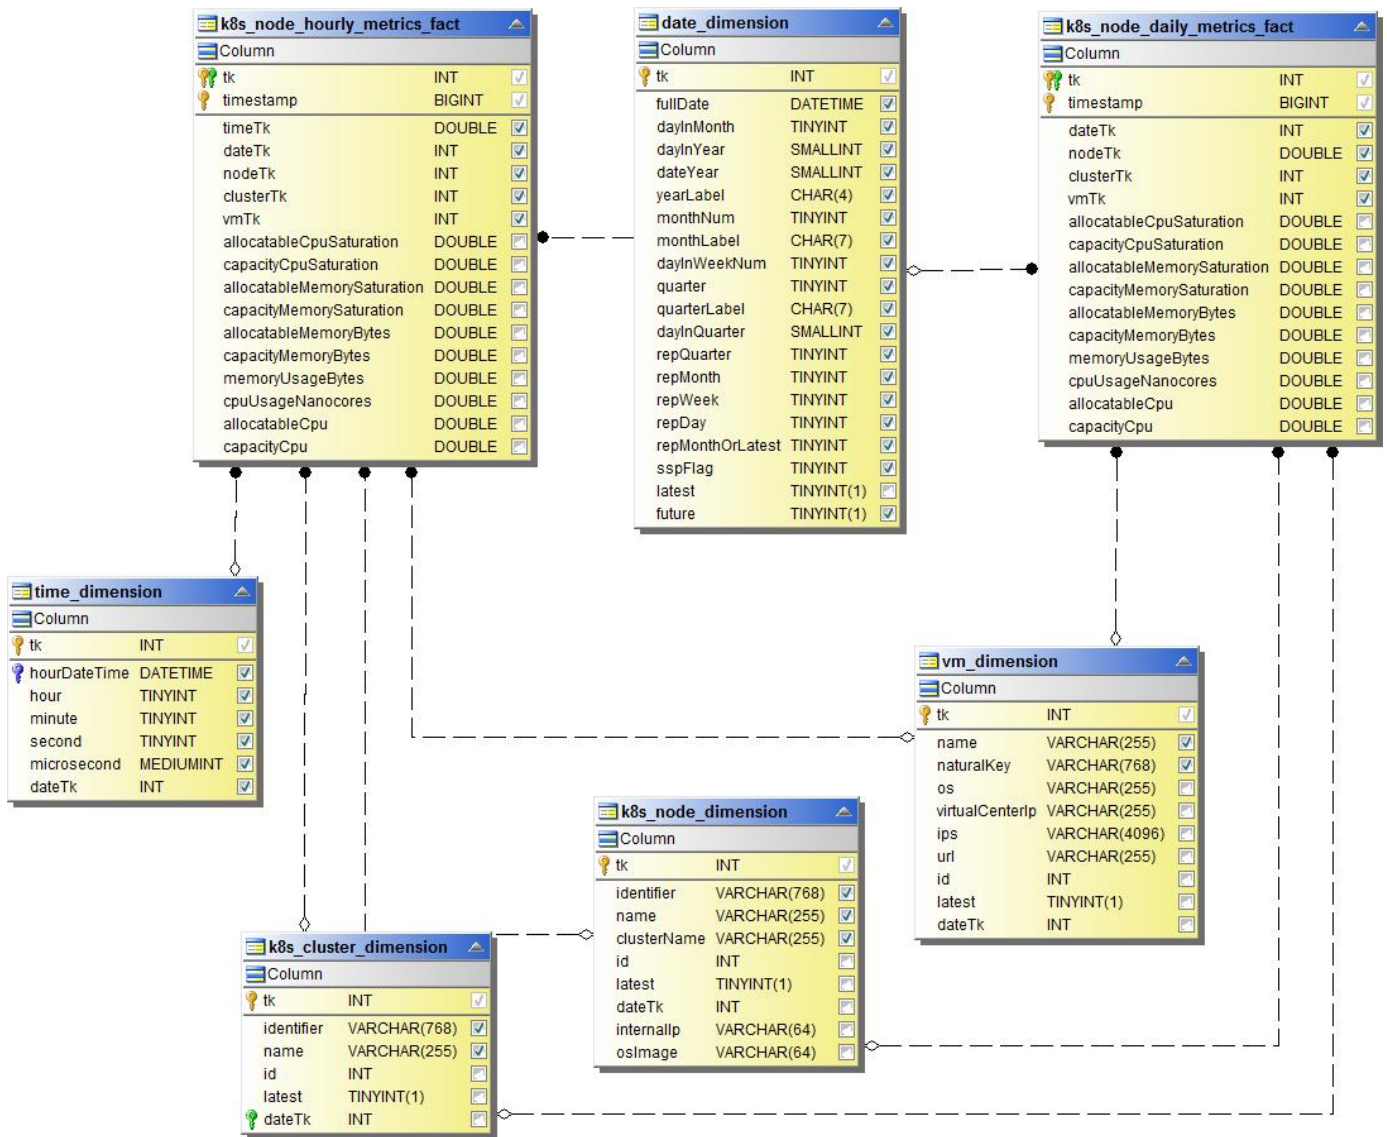 k8s_node_hourly_metrics_fact
Column
tk INT
timestamp BIGINT
timeTk DOUBLE
dateTk INT
nodeTk INT
clusterTk INT
vmTk INT
allocatableCpuSaturation DOUBLE
capacityCpuSaturation DOUBLE
allocatableMemorySaturation DOUBLE
capacityMemorySaturation DOUBLE
allocatableMemoryBytes DOUBLE
capacityMemoryBytes DOUBLE
memoryUsageBytes DOUBLE
cpuUsageNanocores DOUBLE
allocatableCpu DOUBLE
capacityCpu DOUBLE
date_dimension
Column
tk INT
fullDate DATETIME
dayInMonth TINYINT
dayInYear SMALLINT
dateYear SMALLINT
yearLabel CHAR(4)
monthNum TINYINT
monthLabel CHAR(7)
dayInWeekNum TINYINT
quarter TINYINT
quarterLabel CHAR(7)
dayInQuarter SMALLINT
repQuarter TINYINT
repMonth TINYINT
repWeek TINYINT
repDay TINYINT
repMonthOrLatest TINYINT
sspFlag TINYINT
latest TINYINT(1)
future TINYINT(1)
k8s_node_daily_metrics_fact
Column
tk INT
timestamp BIGINT
dateTk INT
nodeTk DOUBLE
clusterTk INT
vmTk INT
allocatableCpuSaturation DOUBLE
capacityCpuSaturation DOUBLE
allocatableMemorySaturation DOUBLE
capacityMemorySaturation DOUBLE
allocatableMemoryBytes DOUBLE
capacityMemoryBytes DOUBLE
memoryUsageBytes DOUBLE
cpuUsageNanocores DOUBLE
allocatableCpu DOUBLE
capacityCpu DOUBLE
time_dimension
Column
tk INT
hourDateTime DATETIME
hour TINYINT
minute TINYINT
second TINYINT
microsecond MEDIUMINT
dateTk INT
vm_dimension
Column
tk INT
name VARCHAR(255)
naturalKey VARCHAR(768)
os VARCHAR(255)
virtualCenterIp VARCHAR(255)
ips VARCHAR(4096)
url VARCHAR(255)
id INT
latest TINYINT(1)
dateTk INT
k8s_node_dimension
Column
tk INT
identifier VARCHAR(768)
name VARCHAR(255)
clusterName VARCHAR(255)
id INT
latest TINYINT(1)
dateTk INT
internalIp VARCHAR(64)
osImage VARCHAR(64)
k8s_cluster_dimension
Column
tk INT
identifier VARCHAR(768)
name VARCHAR(255)
id INT
latest TINYINT(1)
dateTk INT